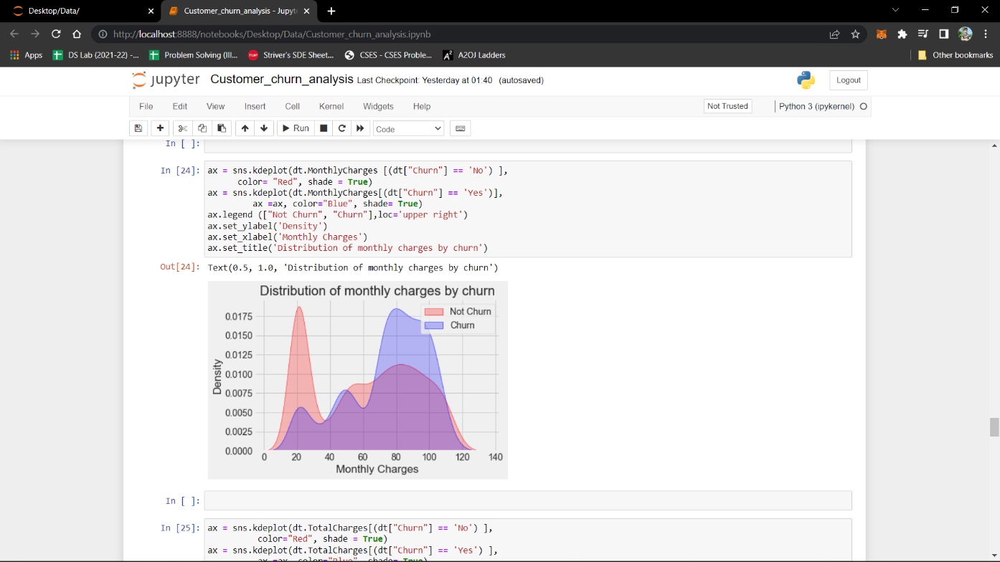 Desktop/Data/
Customer_churn_analysis - Jupyte
http://localhost:8888/notebooks/Desktop/Data/Customer_churn_analysis.ipynb
Apps DS Lab (2021-22) -... Problem Solving (III... TUF Striver's SDE Sheet... CSES - CSES Proble... A2 A2OJ Ladders Other bookmarks
jupyter Customer_churn_analysis Last Checkpoint: Yesterday at 01:40 (autosaved) Logout
File Edit View Insert Cell Kernel Widgets Help Not Trusted Python 3 (ipykernel)
Run Code
In [ ]:
In [24]: ax = sns.kdeplot(dt.MonthlyCharges [(dt["Churn"] == 'No') ],
color= "Red", shade = True)
ax = sns.kdeplot(dt.MonthlyCharges[(dt["Churn"] == 'Yes')],
ax =ax, color="Blue", shade= True)
ax.legend (["Not Churn", "Churn"],loc='upper right')
ax.set_ylabel('Density')
ax.set_xlabel('Monthly Charges')
ax.set_title('Distribution of monthly charges by churn')
Out[24]: Text(0.5, 1.0, 'Distribution of monthly charges by churn')
Distribution of monthly charges by churn
Not Churn
Churn
Density
0.0175
0.0150
0.0125
0.0100
0.0075
0.0050
0.0025
0.0000
0 20 40 60 80 100 120 140
Monthly Charges
In [ ]:
In [25]: ax = sns.kdeplot(dt.TotalCharges[(dt["Churn"] == 'No') ],
color="Red", shade = True)
ax = sns.kdeplot(dt.TotalCharges[(dt["Churn"] == 'Yes') ],
ax =ax, color="Blue", shade= True)